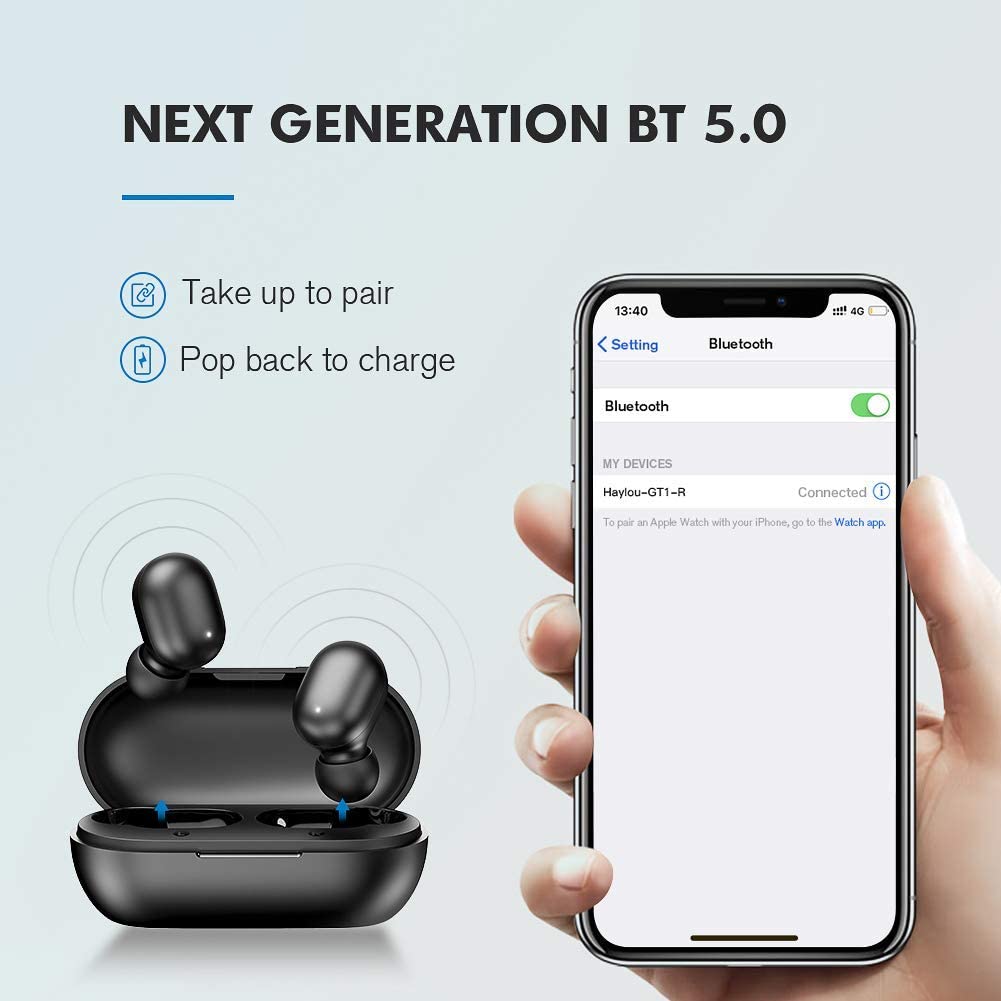 NEXT GENERATION BT 5.0
Take up to pair
Pop back to charge
13:40
4G
Setting
Bluetooth
Bluetooth
MY DEVICES
Haylou-GT1-R
Connected
To pair an Apple Watch with your iPhone, go to the Watch app.